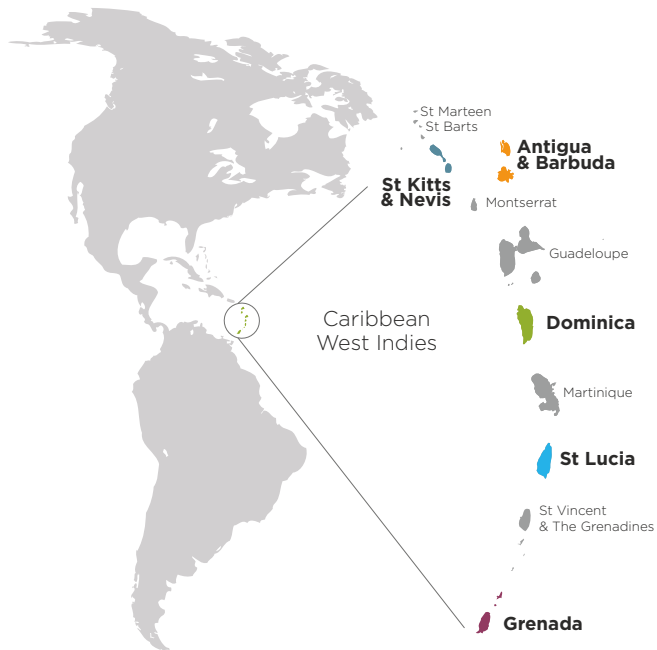 St Marteen
St Barts
Antigua
& Barbuda
St Kitts
& Nevis
Montserrat
Guadeloupe
Caribbean
West Indies
Dominica
Martinique
St Lucia
St Vincent
& The Grenadines
Grenada